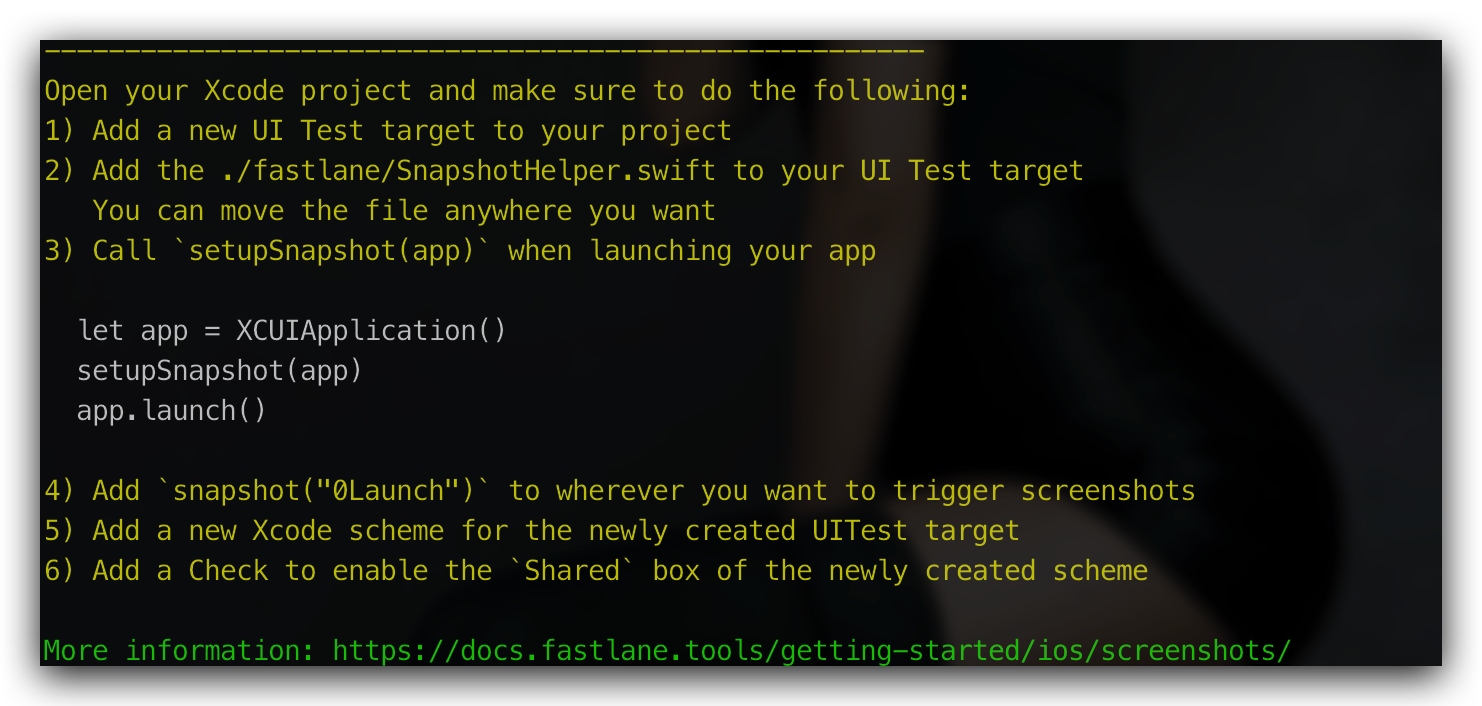 ------------------------------------------------------- 
Open your Xcode project and make sure to do the following:
1) Add a new UI Test target to your project
2) Add the ./fastlane/SnapshotHelper.swift to your UI Test target
   You can move the file anywhere you want
3) Call `setupSnapshot(app)` when launching your app

  let app = XCUIApplication()
  setupSnapshot(app)
  app.launch()

4) Add `snapshot("0Launch")` to wherever you want to trigger screenshots
5) Add a new Xcode scheme for the newly created UITest target
6) Add a Check to enable the `Shared` box of the newly created scheme

More information: https://docs.fastlane.tools/getting-started/ios/screenshots/